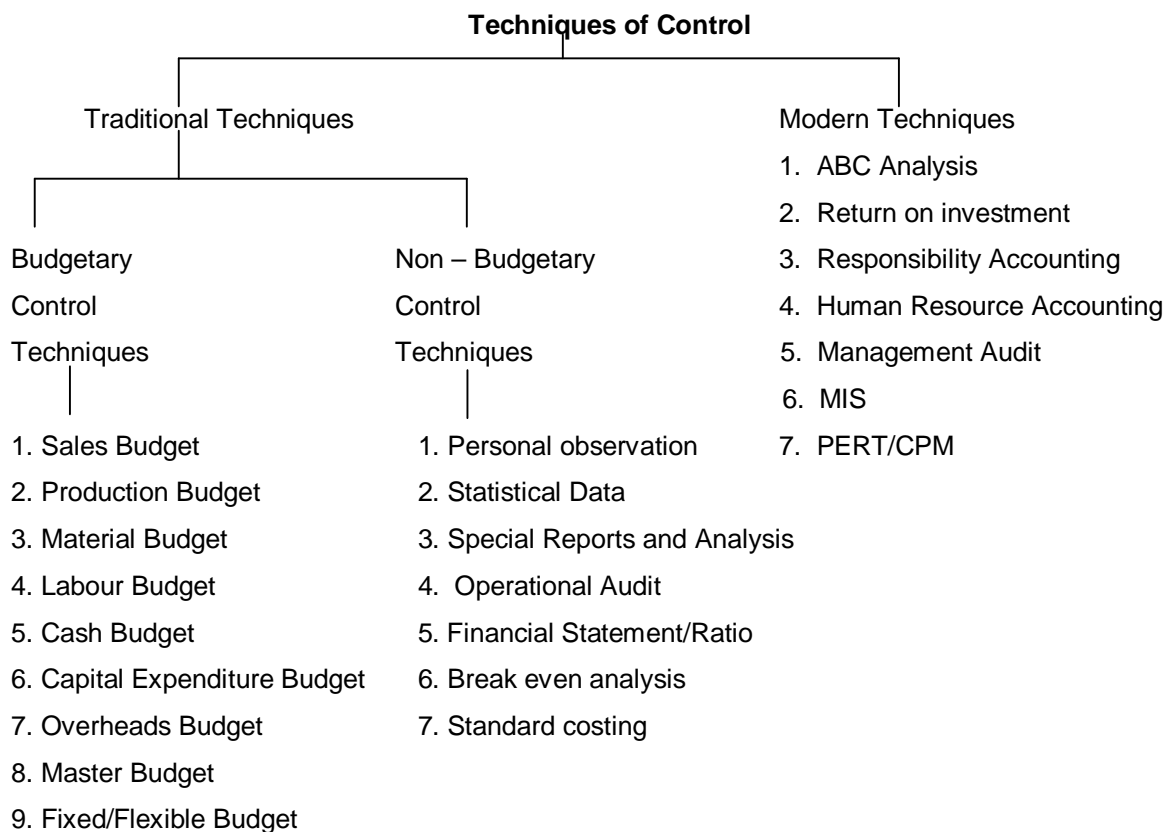 Techniques of Control
Traditional Techniques
Budgetary
Control
Techniques
1. Sales Budget
2. Production Budget
3. Material Budget
4. Labour Budget
5. Cash Budget
6. Capital Expenditure Budget
7. Overheads Budget
8. Master Budget
9. Fixed/Flexible Budget
Non – Budgetary
Control
Techniques
1. Personal observation
2. Statistical Data
3. Special Reports and Analysis
4. Operational Audit
5. Financial Statement/Ratio
6. Break even analysis
7. Standard costing
Modern Techniques
1. ABC Analysis
2. Return on investment
3. Responsibility Accounting
4. Human Resource Accounting
5. Management Audit
6. MIS
7. PERT/CPM